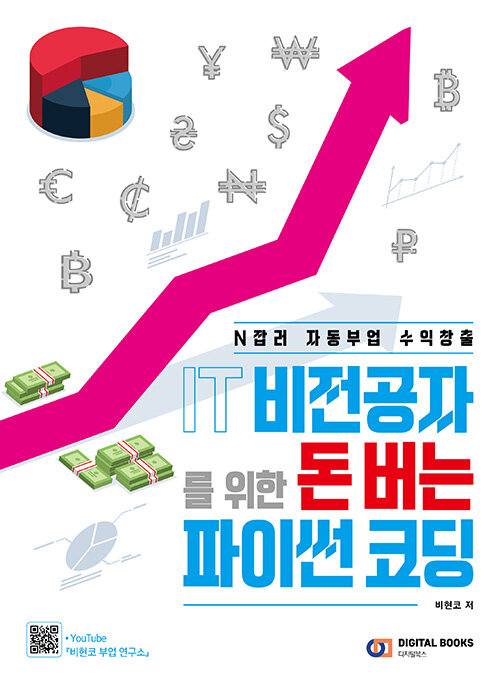 N잡러 자동부업 수익창출
IT 비전공자
를 위한 돈 버는
파이썬 코딩
비현코 저
• YouTube
『비현코 부업 연구소』
DIGITAL BOOKS
디지털북스